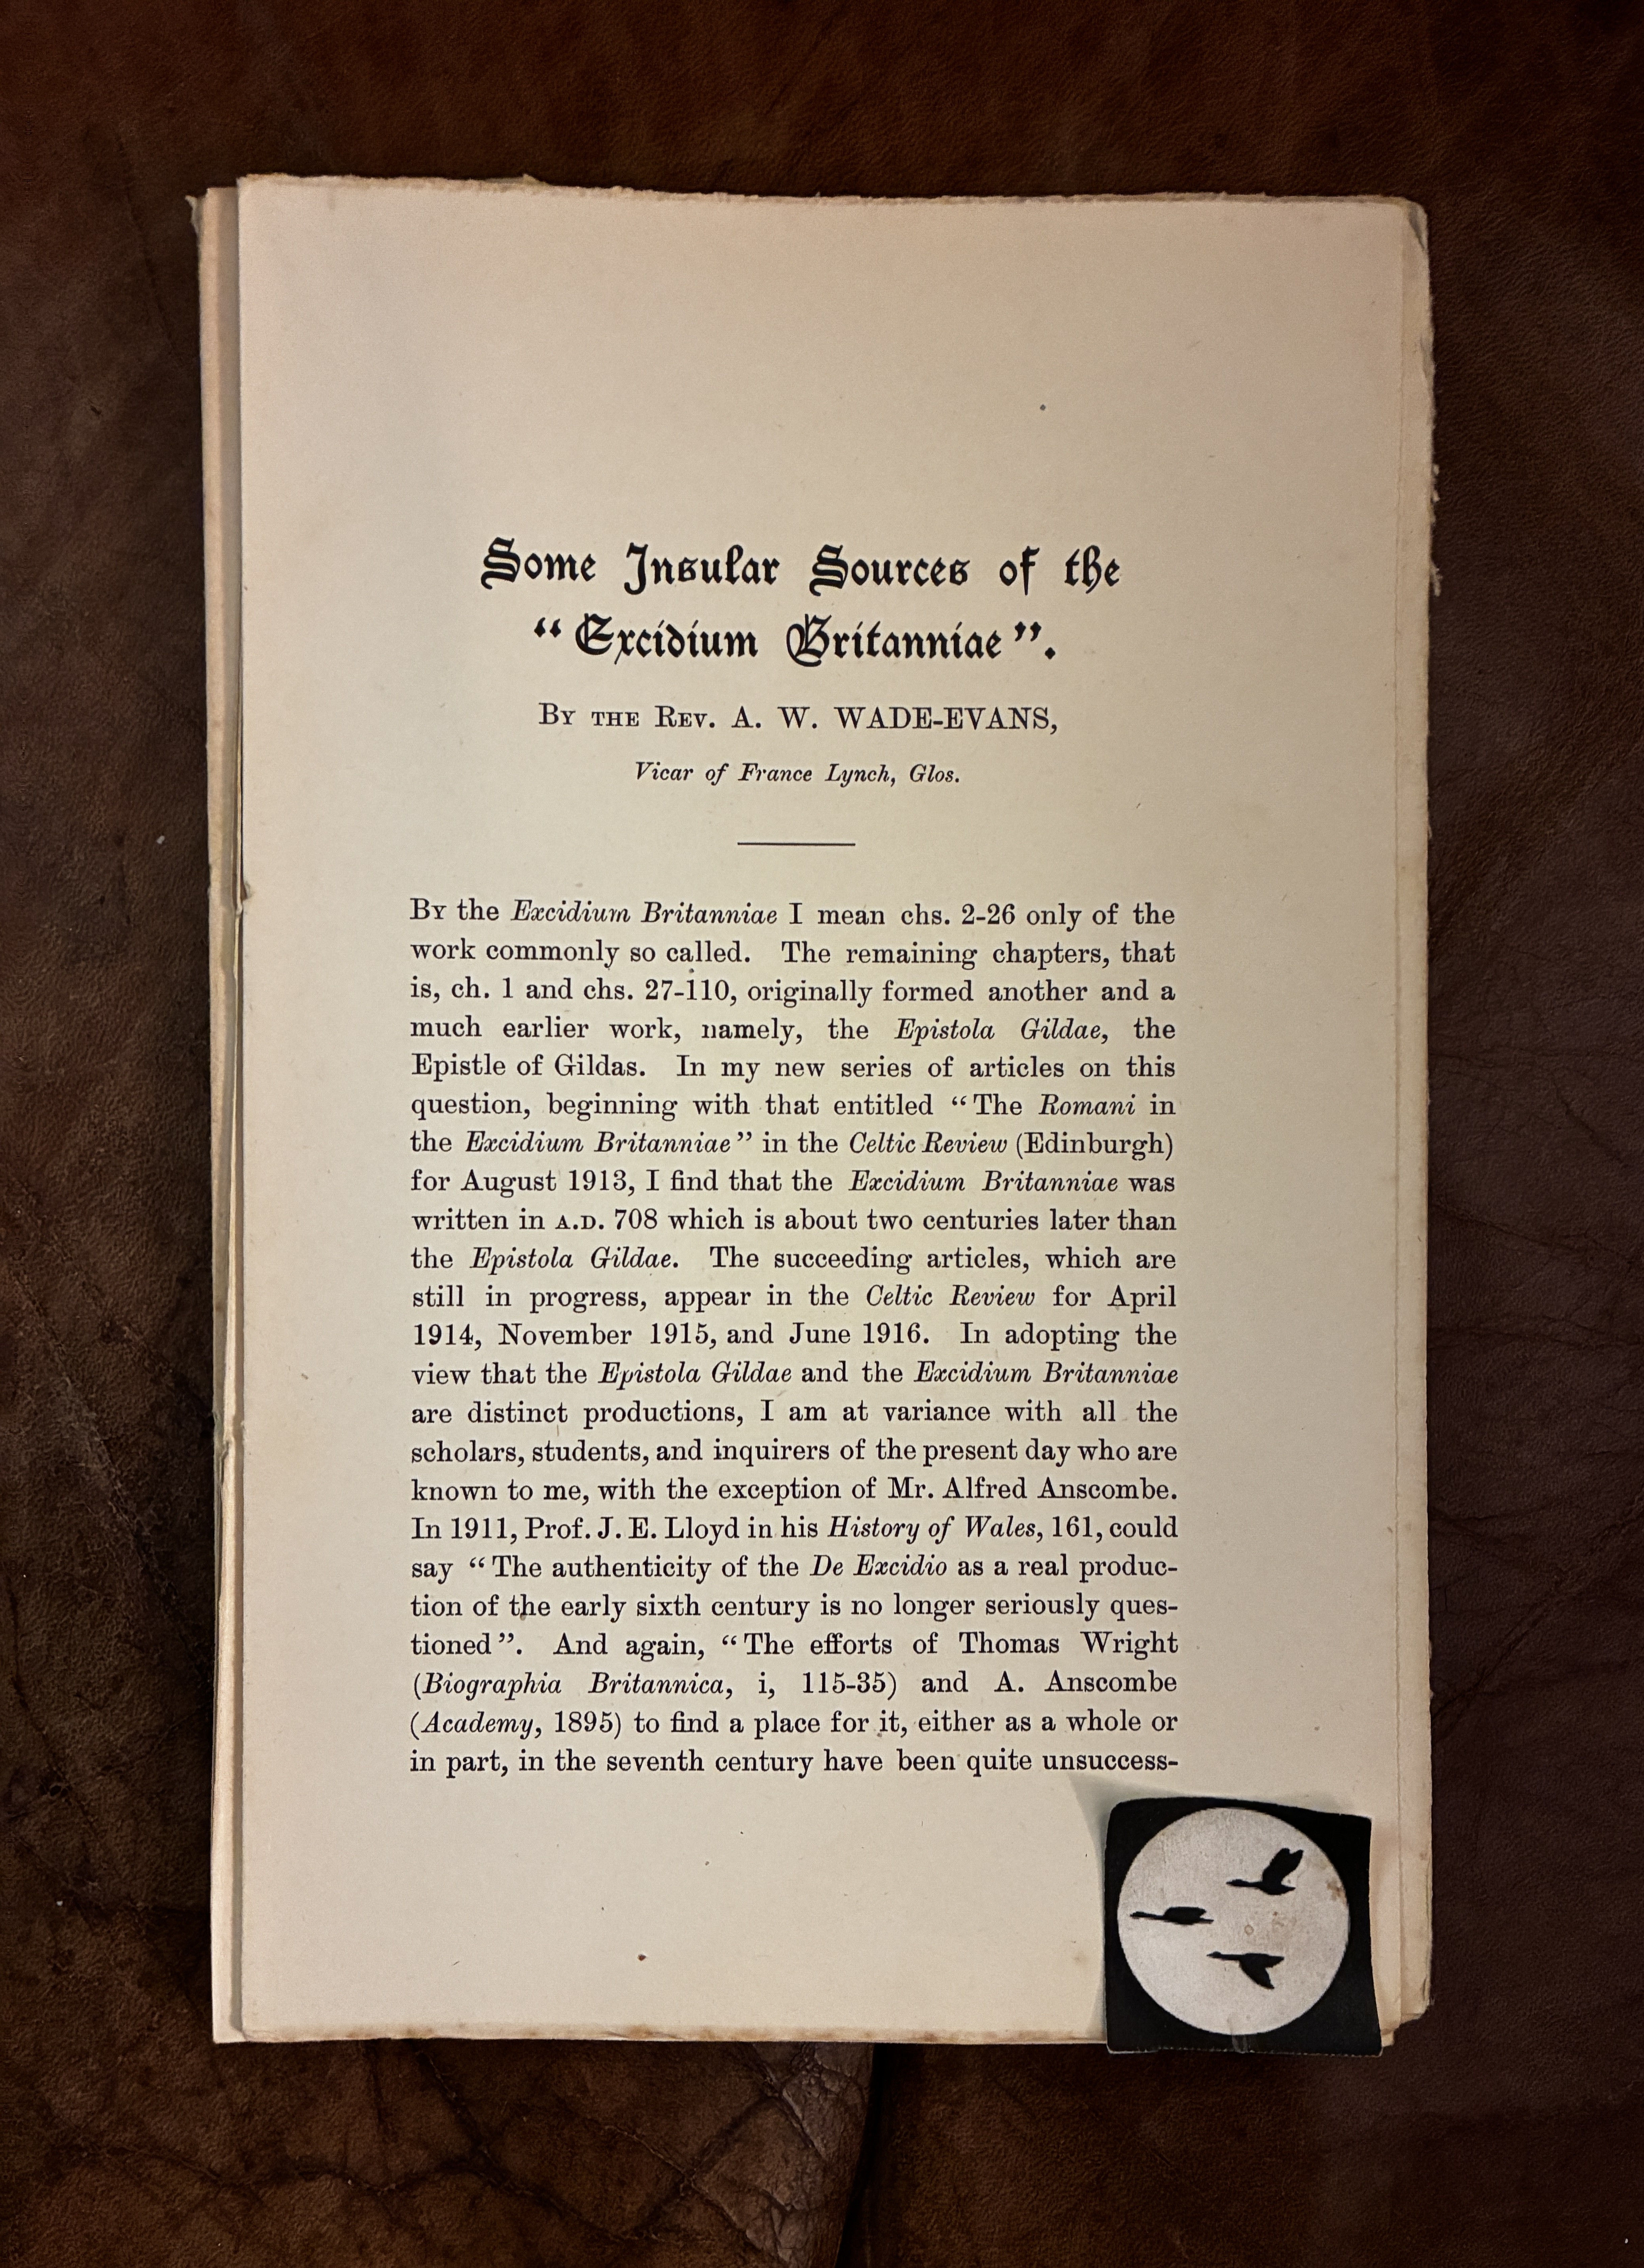 Some Insular Sources of the
“Excidium Britanniae”.
By the Rev. A. W. WADE-EVANS,
Vicar of France Lynch, Glos.
By the Excidium Britanniae I mean chs. 2-26 only of the
work commonly so called. The remaining chapters, that
is, ch. 1 and chs. 27-110, originally formed another and a
much earlier work, namely, the Epistola Gildae, the
Epistle of Gildas. In my new series of articles on this
question, beginning with that entitled “The Romani in
the Excidium Britanniae” in the Celtic Review (Edinburgh)
for August 1913, I find that the Excidium Britanniae was
written in A.D. 708 which is about two centuries later than
the Epistola Gildae. The succeeding articles, which are
still in progress, appear in the Celtic Review for April
1914, November 1915, and June 1916. In adopting the
view that the Epistola Gildae and the Excidium Britanniae
are distinct productions, I am at variance with all the
scholars, students, and inquirers of the present day who are
known to me, with the exception of Mr. Alfred Anscombe.
In 1911, Prof. J. E. Lloyd in his History of Wales, 161, could
say “The authenticity of the De Excidio as a real produc-
tion of the early sixth century is no longer seriously ques-
tioned”. And again, “The efforts of Thomas Wright
(Biographia Britannica, i, 115-35) and A. Anscombe
(Academy, 1895) to find a place for it, either as a whole or
in part, in the seventh century have been quite unsuccess-